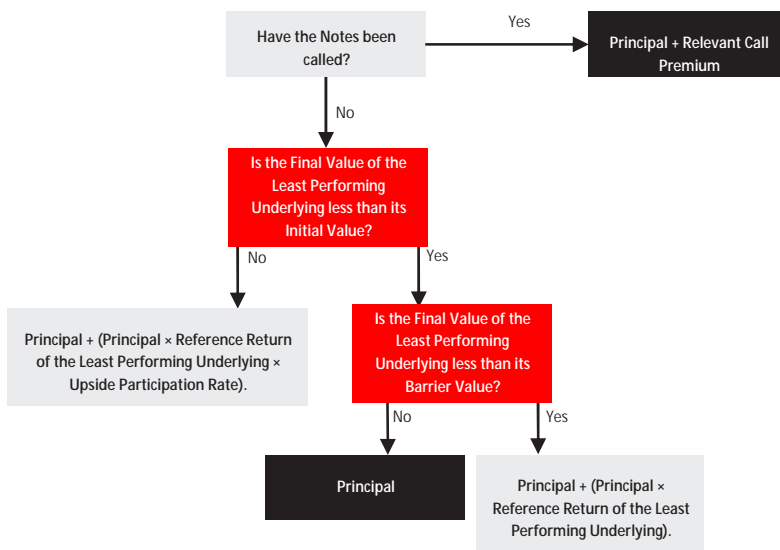 Have the Notes been
called?
Yes
Principal + Relevant Call
Premium
No
Is the Final Value of the
Least Performing
Underlying less than its
Initial Value?
No
Yes
Principal + (Principal × Reference Return
of the Least Performing Underlying ×
Upside Participation Rate).
Is the Final Value of the
Least Performing
Underlying less than its
Barrier Value?
No
Yes
Principal
Principal + (Principal ×
Reference Return of the Least
Performing Underlying).